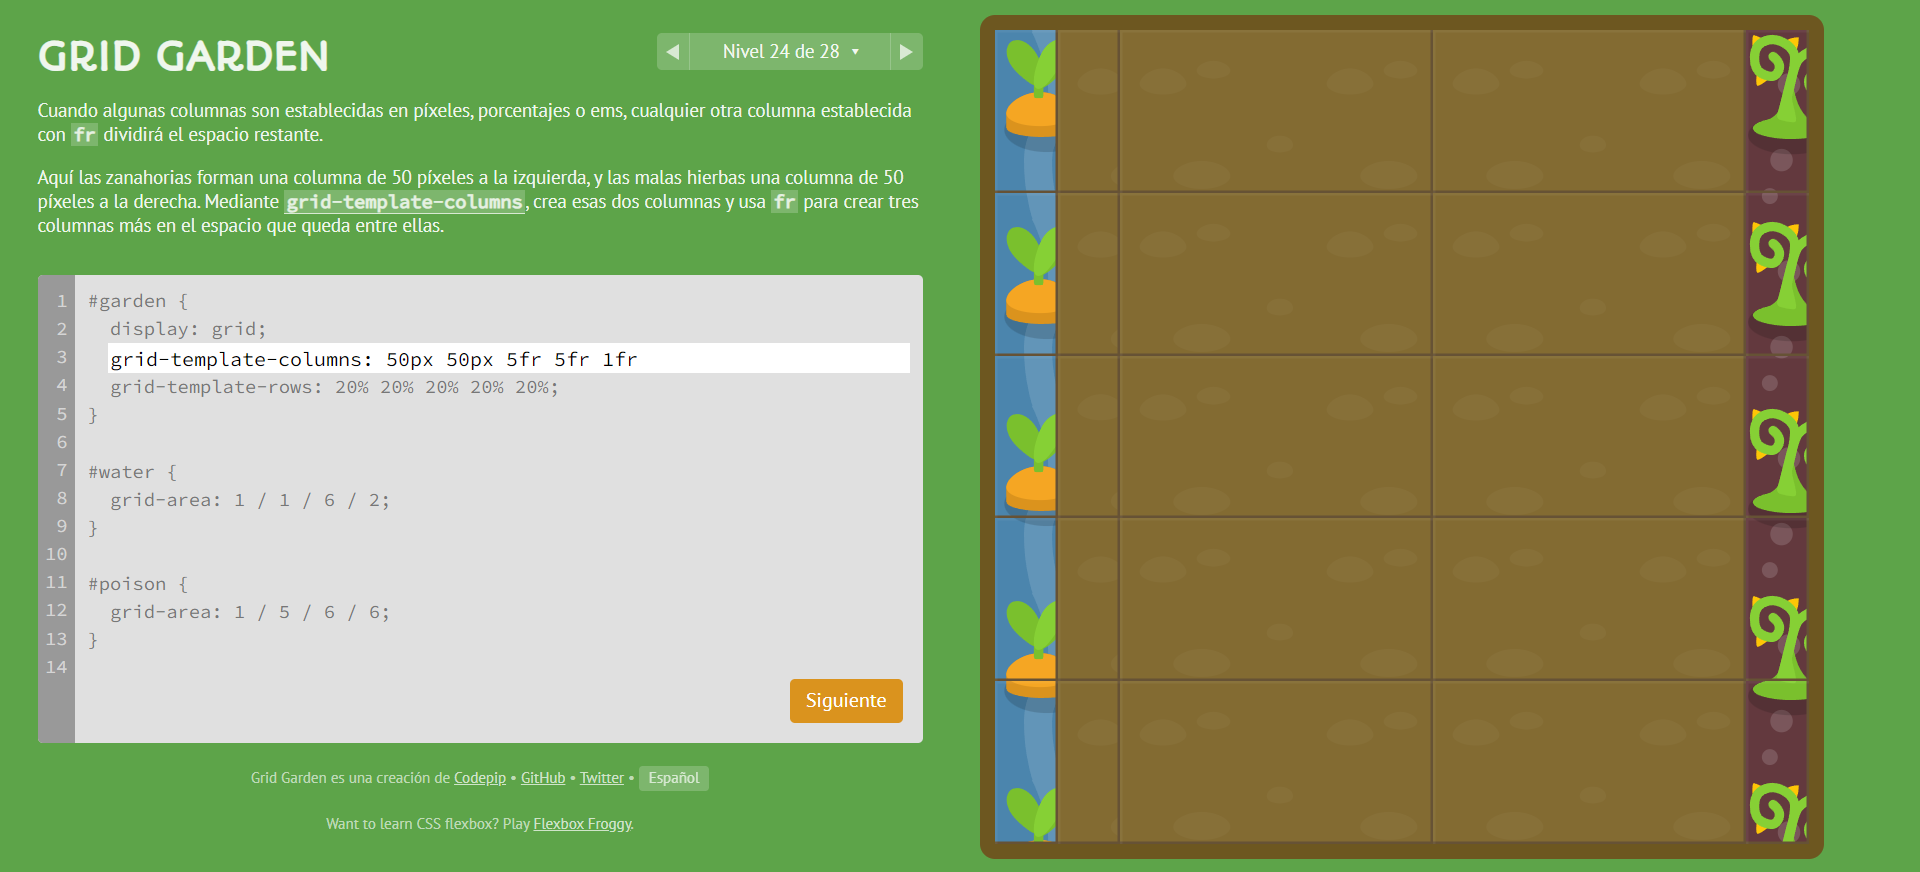 GRID GARDEN
Nivel 24 de 28
Cuando algunas columnas son establecidas en píxeles, porcentajes o ems, cualquier otra columna establecida
con fr dividirá el espacio restante.
Aquí las zanahorias forman una columna de 50 píxeles a la izquierda, y las malas hierbas una columna de 50
píxeles a la derecha. Mediante grid-template-columns, crea esas dos columnas y usa fr para crear tres
columnas más en el espacio que queda entre ellas.
1 #garden {
2 display: grid;
3 grid-template-columns: 50px 50px 5fr 5fr 1fr
4 grid-template-rows: 20% 20% 20% 20% 20%;
5 }
6
7 #water {
8 grid-area: 1 / 1 / 6 / 2;
9 }
10
11 #poison {
12 grid-area: 1 / 5 / 6 / 6;
13 }
14
Siguiente
Grid Garden es una creación de Codepip • GitHub • Twitter • Español
Want to learn CSS flexbox? Play Flexbox Froggy.